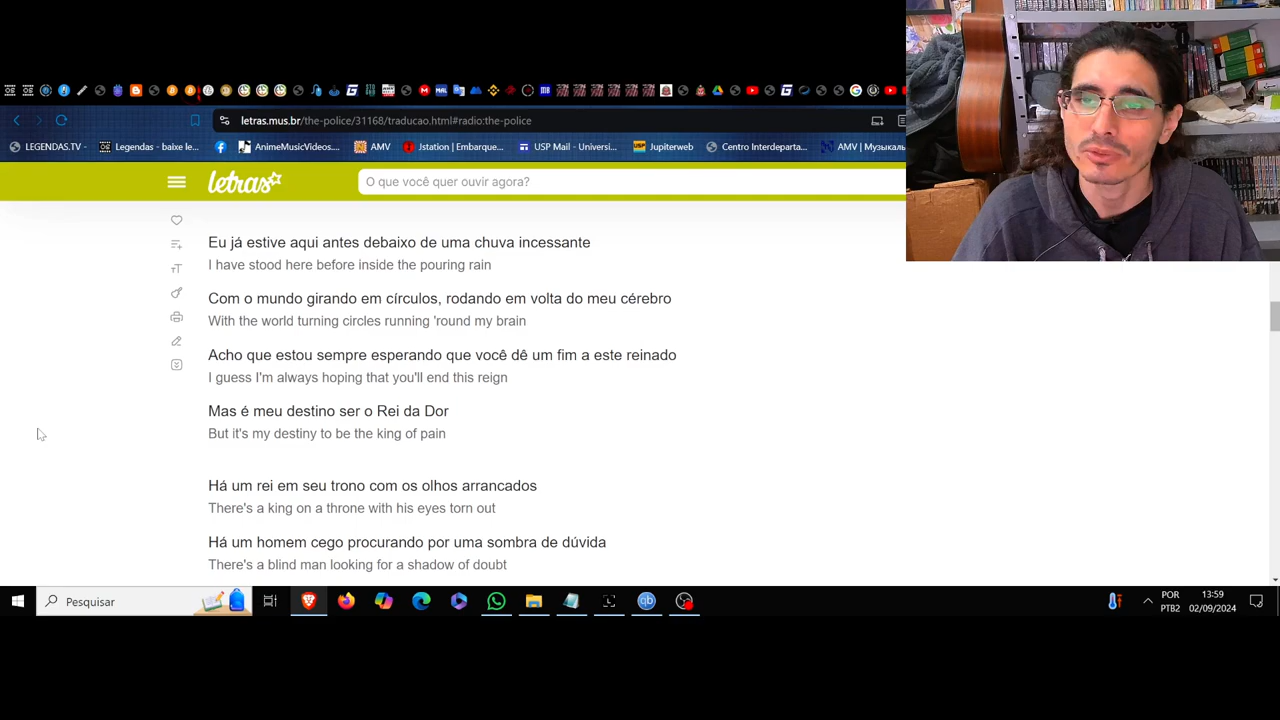 letras.mus.br/the-police/31168/traducao.html#radio:the-police
LEGENDAS.TV -
Legendas - baixe le...
AnimeMusicVideos....
AMV
Jstation | Embarque...
USP Mail - Universi...
Jupiterweb
Centro Interdeparta...
AMV | Музыкаль
letras
O que você quer ouvir agora?
Eu já estive aqui antes debaixo de uma chuva incessante
I have stood here before inside the pouring rain
Com o mundo girando em círculos, rodando em volta do meu cérebro
With the world turning circles running 'round my brain
Acho que estou sempre esperando que você dê um fim a este reinado
I guess I'm always hoping that you'll end this reign
Mas é meu destino ser o Rei da Dor
But it's my destiny to be the king of pain
Há um rei em seu trono com os olhos arrancados
There's a king on a throne with his eyes torn out
Há um homem cego procurando por uma sombra de dúvida
There's a blind man looking for a shadow of doubt
Pesquisar
POR
PTB2
13:59
02/09/2024